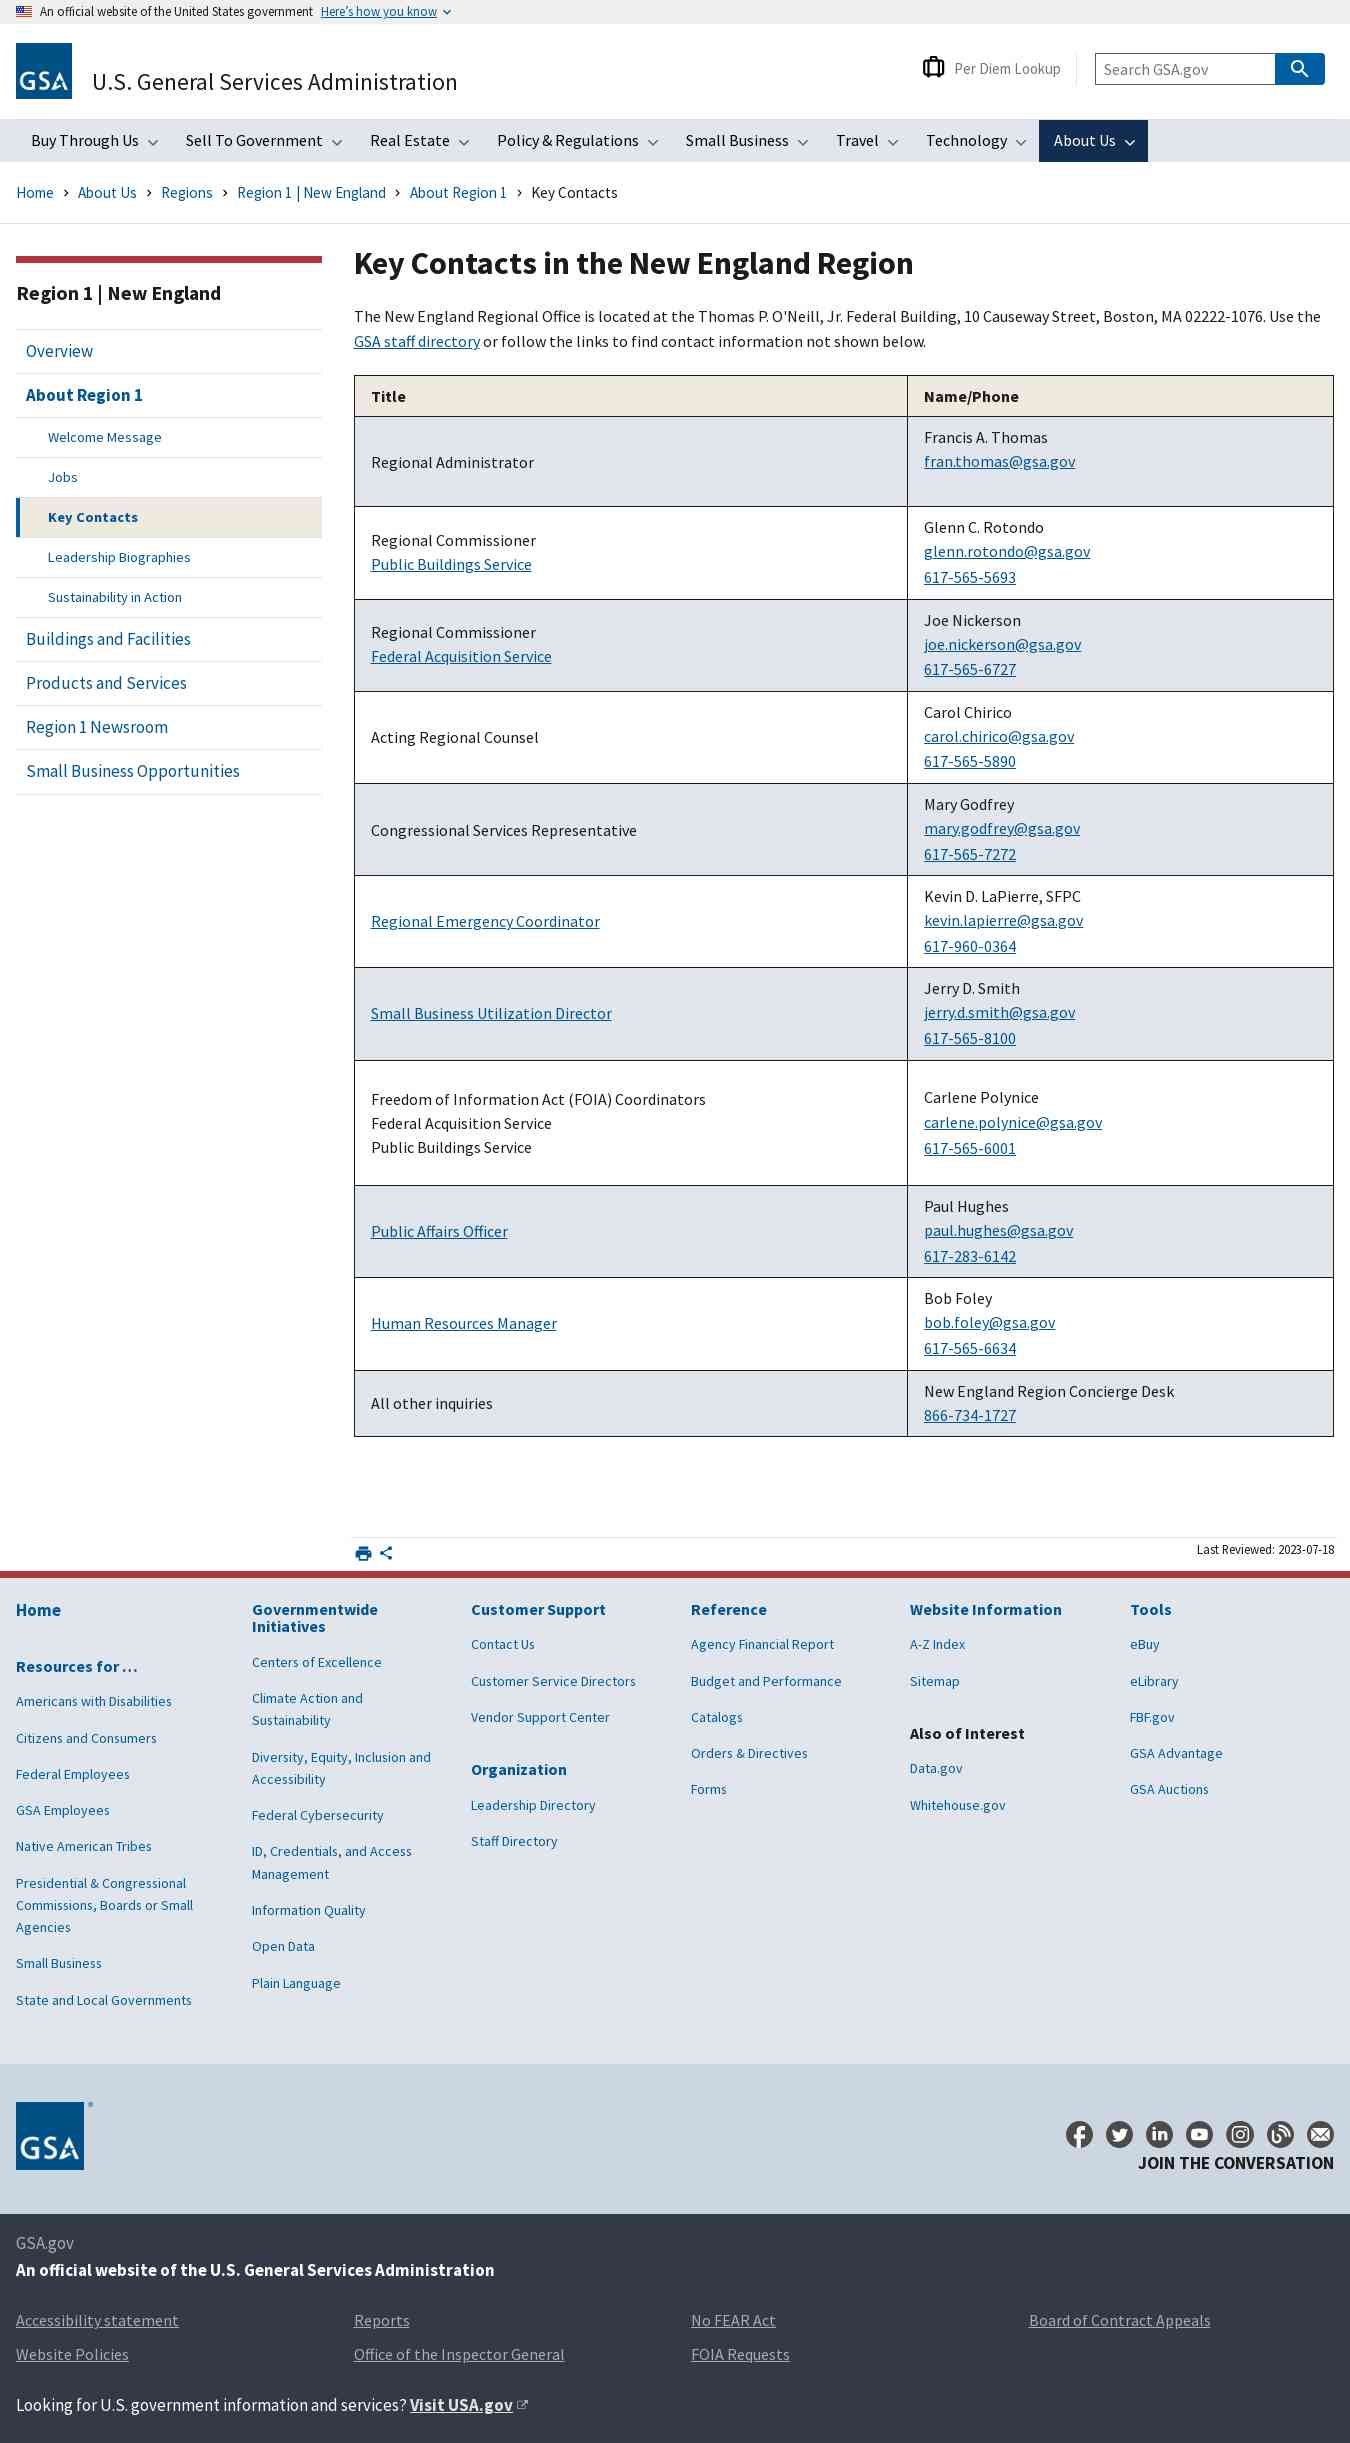 An official website of the United States government Here's how you know
GSA
U.S. General Services Administration
Per Diem Lookup
Search GSA.gov
Buy Through Us
Sell To Government
Real Estate
Policy & Regulations
Small Business
Travel
Technology
About Us
Home
About Us
Regions
Region 1 | New England
About Region 1
Key Contacts
Region 1 | New England
Overview
About Region 1
Welcome Message
Jobs
Key Contacts
Leadership Biographies
Sustainability in Action
Buildings and Facilities
Products and Services
Region 1 Newsroom
Small Business Opportunities
Key Contacts in the New England Region
The New England Regional Office is located at the Thomas P. O'Neill, Jr. Federal Building, 10 Causeway Street, Boston, MA 02222-1076. Use the
GSA staff directory or follow the links to find contact information not shown below.
Title
Name/Phone
Regional Administrator
Francis A. Thomas
fran.thomas@gsa.gov
Regional Commissioner
Public Buildings Service
Glenn C. Rotondo
glenn.rotondo@gsa.gov
617-565-5693
Regional Commissioner
Federal Acquisition Service
Joe Nickerson
joe.nickerson@gsa.gov
617-565-6727
Acting Regional Counsel
Carol Chirico
carol.chirico@gsa.gov
617-565-5890
Congressional Services Representative
Mary Godfrey
mary.godfrey@gsa.gov
617-565-7272
Regional Emergency Coordinator
Kevin D. LaPierre, SFPC
kevin.lapierre@gsa.gov
617-960-0364
Small Business Utilization Director
Jerry D. Smith
jerry.d.smith@gsa.gov
617-565-8100
Freedom of Information Act (FOIA) Coordinators
Federal Acquisition Service
Public Buildings Service
Carlene Polynice
carlene.polynice@gsa.gov
617-565-6001
Public Affairs Officer
Paul Hughes
paul.hughes@gsa.gov
617-283-6142
Human Resources Manager
Bob Foley
bob.foley@gsa.gov
617-565-6634
All other inquiries
New England Region Concierge Desk
866-734-1727
Last Reviewed: 2023-07-18
Home
Resources for …
Americans with Disabilities
Citizens and Consumers
Federal Employees
GSA Employees
Native American Tribes
Presidential & Congressional
Commissions, Boards or Small
Agencies
Small Business
State and Local Governments
Governmentwide
Initiatives
Centers of Excellence
Climate Action and
Sustainability
Diversity, Equity, Inclusion and
Accessibility
Federal Cybersecurity
ID, Credentials, and Access
Management
Information Quality
Open Data
Plain Language
Customer Support
Contact Us
Customer Service Directors
Vendor Support Center
Organization
Leadership Directory
Staff Directory
Reference
Agency Financial Report
Budget and Performance
Catalogs
Orders & Directives
Forms
Website Information
A-Z Index
Sitemap
Also of Interest
Data.gov
Whitehouse.gov
Tools
eBuy
eLibrary
FBF.gov
GSA Advantage
GSA Auctions
GSA
JOIN THE CONVERSATION
GSA.gov
An official website of the U.S. General Services Administration
Accessibility statement
Reports
No FEAR Act
Board of Contract Appeals
Website Policies
Office of the Inspector General
FOIA Requests
Looking for U.S. government information and services? Visit USA.gov